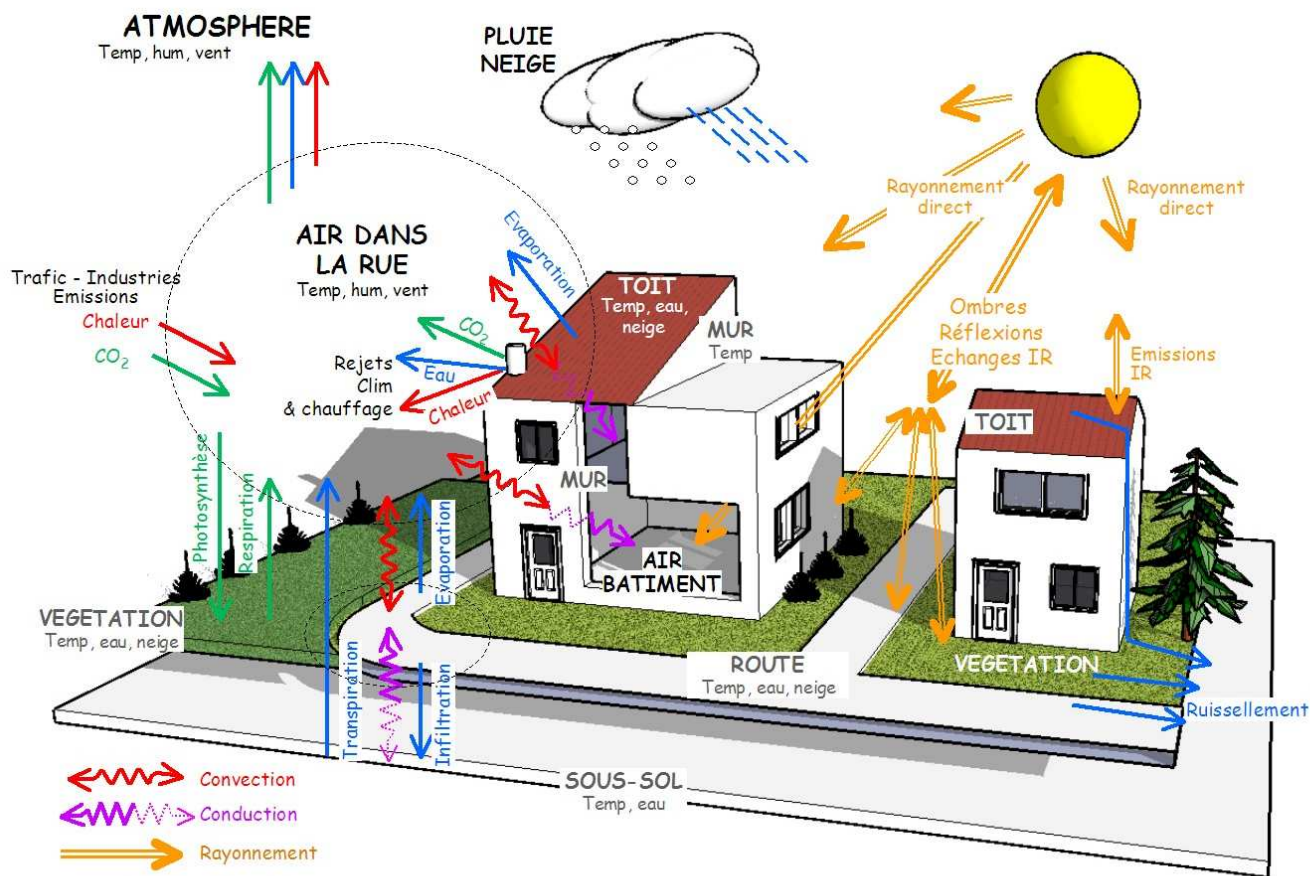 ATMOSPHERE
Temp, hum, vent
PLUIE
NEIGE
Rayonnement
direct
Rayonnement
direct
AIR DANS
LA RUE
Temp, hum, vent
Evaporation
Trafic - Industries
Emissions
Chaleur
CO2
TOIT
Temp, eau,
neige
MUR
Temp
Ombres
Réflexions
Echanges IR
Emissions
IR
CO2
Eau
Chaleur
Rejets
Clim
& chauffage
TOIT
MUR
Photosynthèse
Respiration
Evaporation
AIR
BATIMENT
VEGETATION
Temp, eau, neige
ROUTE
Temp, eau, neige
VEGETATION
Transpiration
Infiltration
Ruissellement
SOUS-SOL
Temp, eau
Convection
Conduction
Rayonnement